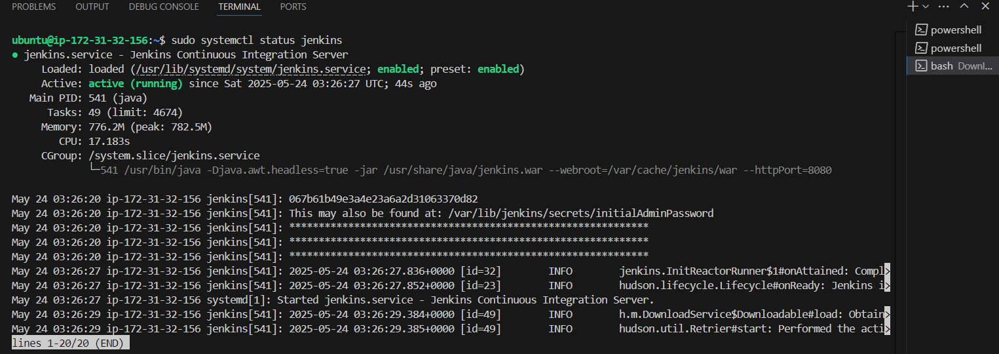 PROBLEMS OUTPUT DEBUG CONSOLE TERMINAL PORTS
ubuntu@ip-172-31-32-156:~$ sudo systemctl status jenkins
● jenkins.service - Jenkins Continuous Integration Server
Loaded: loaded (/usr/lib/systemd/system/jenkins.service; enabled; preset: enabled)
Active: active (running) since Sat 2025-05-24 03:26:27 UTC; 44s ago
Main PID: 541 (java)
Tasks: 49 (limit: 4674)
Memory: 776.2M (peak: 782.5M)
CPU: 17.183s
CGroup: /system.slice/jenkins.service
└─541 /usr/bin/java -Djava.awt.headless=true -jar /usr/share/java/jenkins.war --webroot=/var/cache/jenkins/war --httpPort=8080
May 24 03:26:20 ip-172-31-32-156 jenkins[541]: 067b61b49e3a4e23a6a2d31063370d82
May 24 03:26:20 ip-172-31-32-156 jenkins[541]: This may also be found at: /var/lib/jenkins/secrets/initialAdminPassword
May 24 03:26:20 ip-172-31-32-156 jenkins[541]: *************************************************************
May 24 03:26:20 ip-172-31-32-156 jenkins[541]: *************************************************************
May 24 03:26:20 ip-172-31-32-156 jenkins[541]: *************************************************************
May 24 03:26:27 ip-172-31-32-156 jenkins[541]: 2025-05-24 03:26:27.836+0000 [id=32] INFO jenkins.InitReactorRunner$1#onAttained: Compl>
May 24 03:26:27 ip-172-31-32-156 jenkins[541]: 2025-05-24 03:26:27.852+0000 [id=23] INFO hudson.lifecycle.Lifecycle#onReady: Jenkins i>
May 24 03:26:27 ip-172-31-32-156 systemd[1]: Started jenkins.service - Jenkins Continuous Integration Server.
May 24 03:26:29 ip-172-31-32-156 jenkins[541]: 2025-05-24 03:26:29.384+0000 [id=49] INFO h.m.DownloadService$Downloadable#load: Obtain>
May 24 03:26:29 ip-172-31-32-156 jenkins[541]: 2025-05-24 03:26:29.385+0000 [id=49] INFO hudson.util.Retrier#start: Performed the acti>
lines 1-20/20 (END)
powershell
powershell
bash Downl...